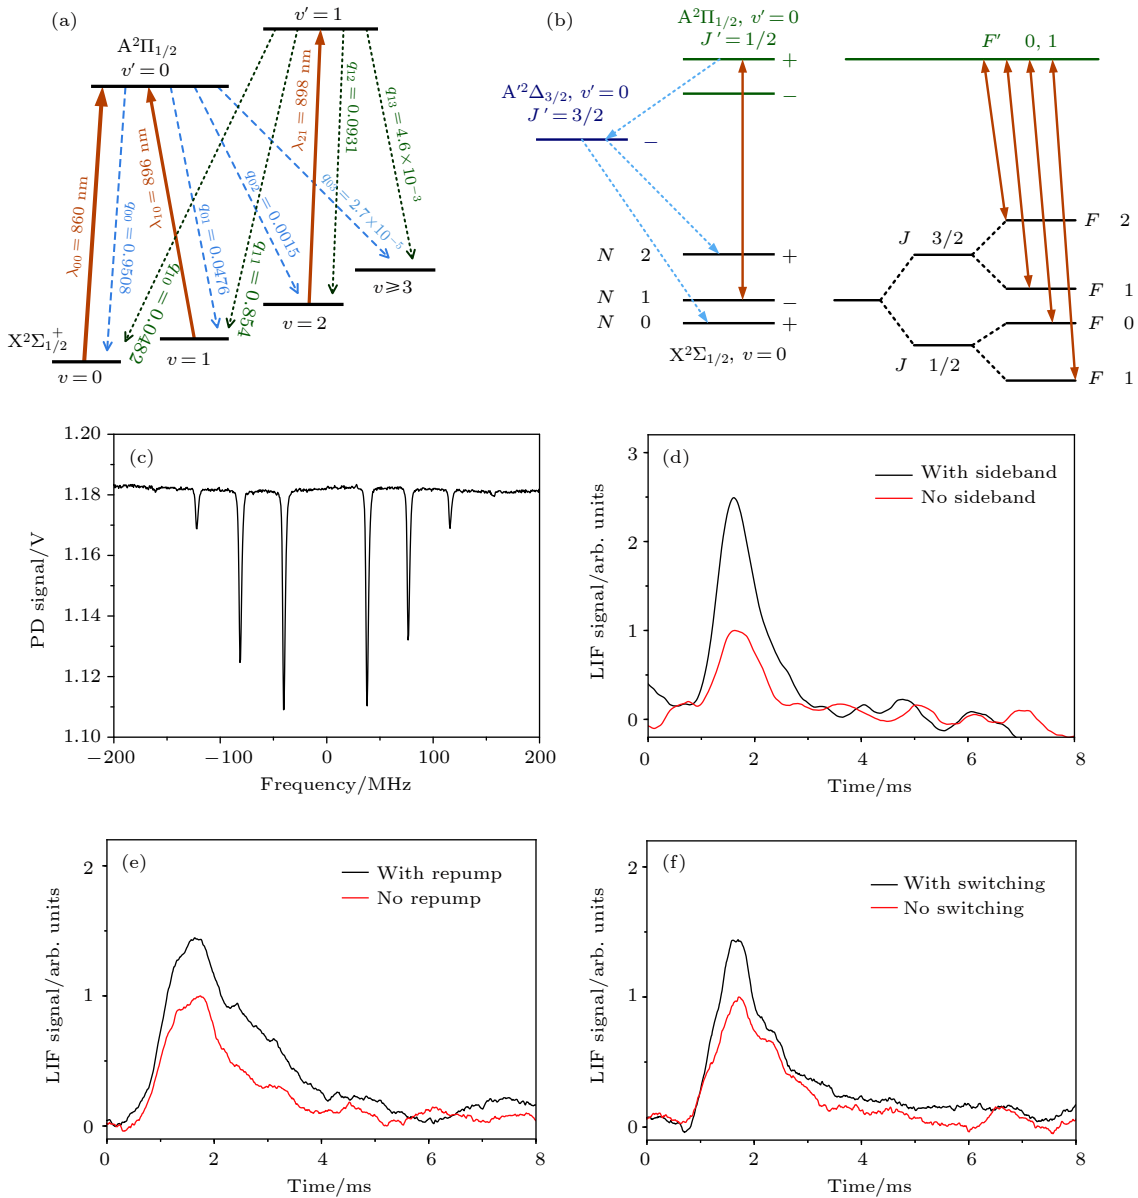 (a)
v′ = 1
A²Π₁/₂
v′ = 0
λ₀₀ = 860 nm
q₀₀ = 0.9508
λ₁₀ = 896 nm
q₀₁ = 0.0476
q₀₂ = 0.0015
q₀₃ = 2.7×10⁻⁵
λ₂₁ = 898 nm
q₁₂ = 0.0931
q₁₃ = 4.6×10⁻³
q₁₀ = 0.0482
q₁₁ = 0.854
X²Σ⁺₁/₂
v = 0
v = 1
v = 2
v ⩾ 3
(b)
A²Π₁/₂, v′ = 0
J′ = 1/2
+
−
A′²Δ₃/₂, v′ = 0
J′ = 3/2
−
N 2 +
N 1 −
N 0 +
X²Σ₁/₂, v = 0
F′ 0, 1
J 3/2
J 1/2
F 2
F 1
F 0
F 1
(c)
PD signal/V
1.20
1.18
1.16
1.14
1.12
1.10
−200 −100 0 100 200
Frequency/MHz
(d)
With sideband
No sideband
LIF signal/arb. units
3
2
1
0
0 2 4 6 8
Time/ms
(e)
With repump
No repump
LIF signal/arb. units
2
1
0
0 2 4 6 8
Time/ms
(f)
With switching
No switching
LIF signal/arb. units
2
1
0
0 2 4 6 8
Time/ms